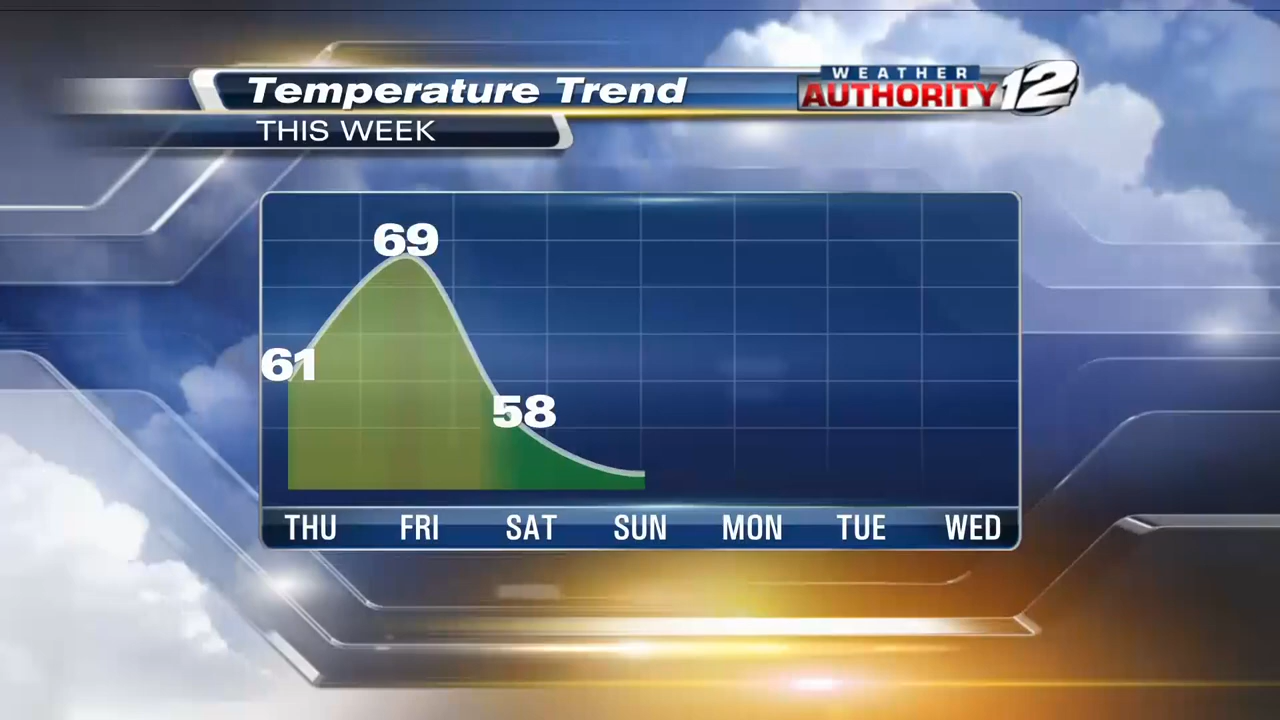 Temperature Trend
WEATHER
AUTHORITY 12
THIS WEEK
69
61
58
THU FRI SAT SUN MON TUE WED